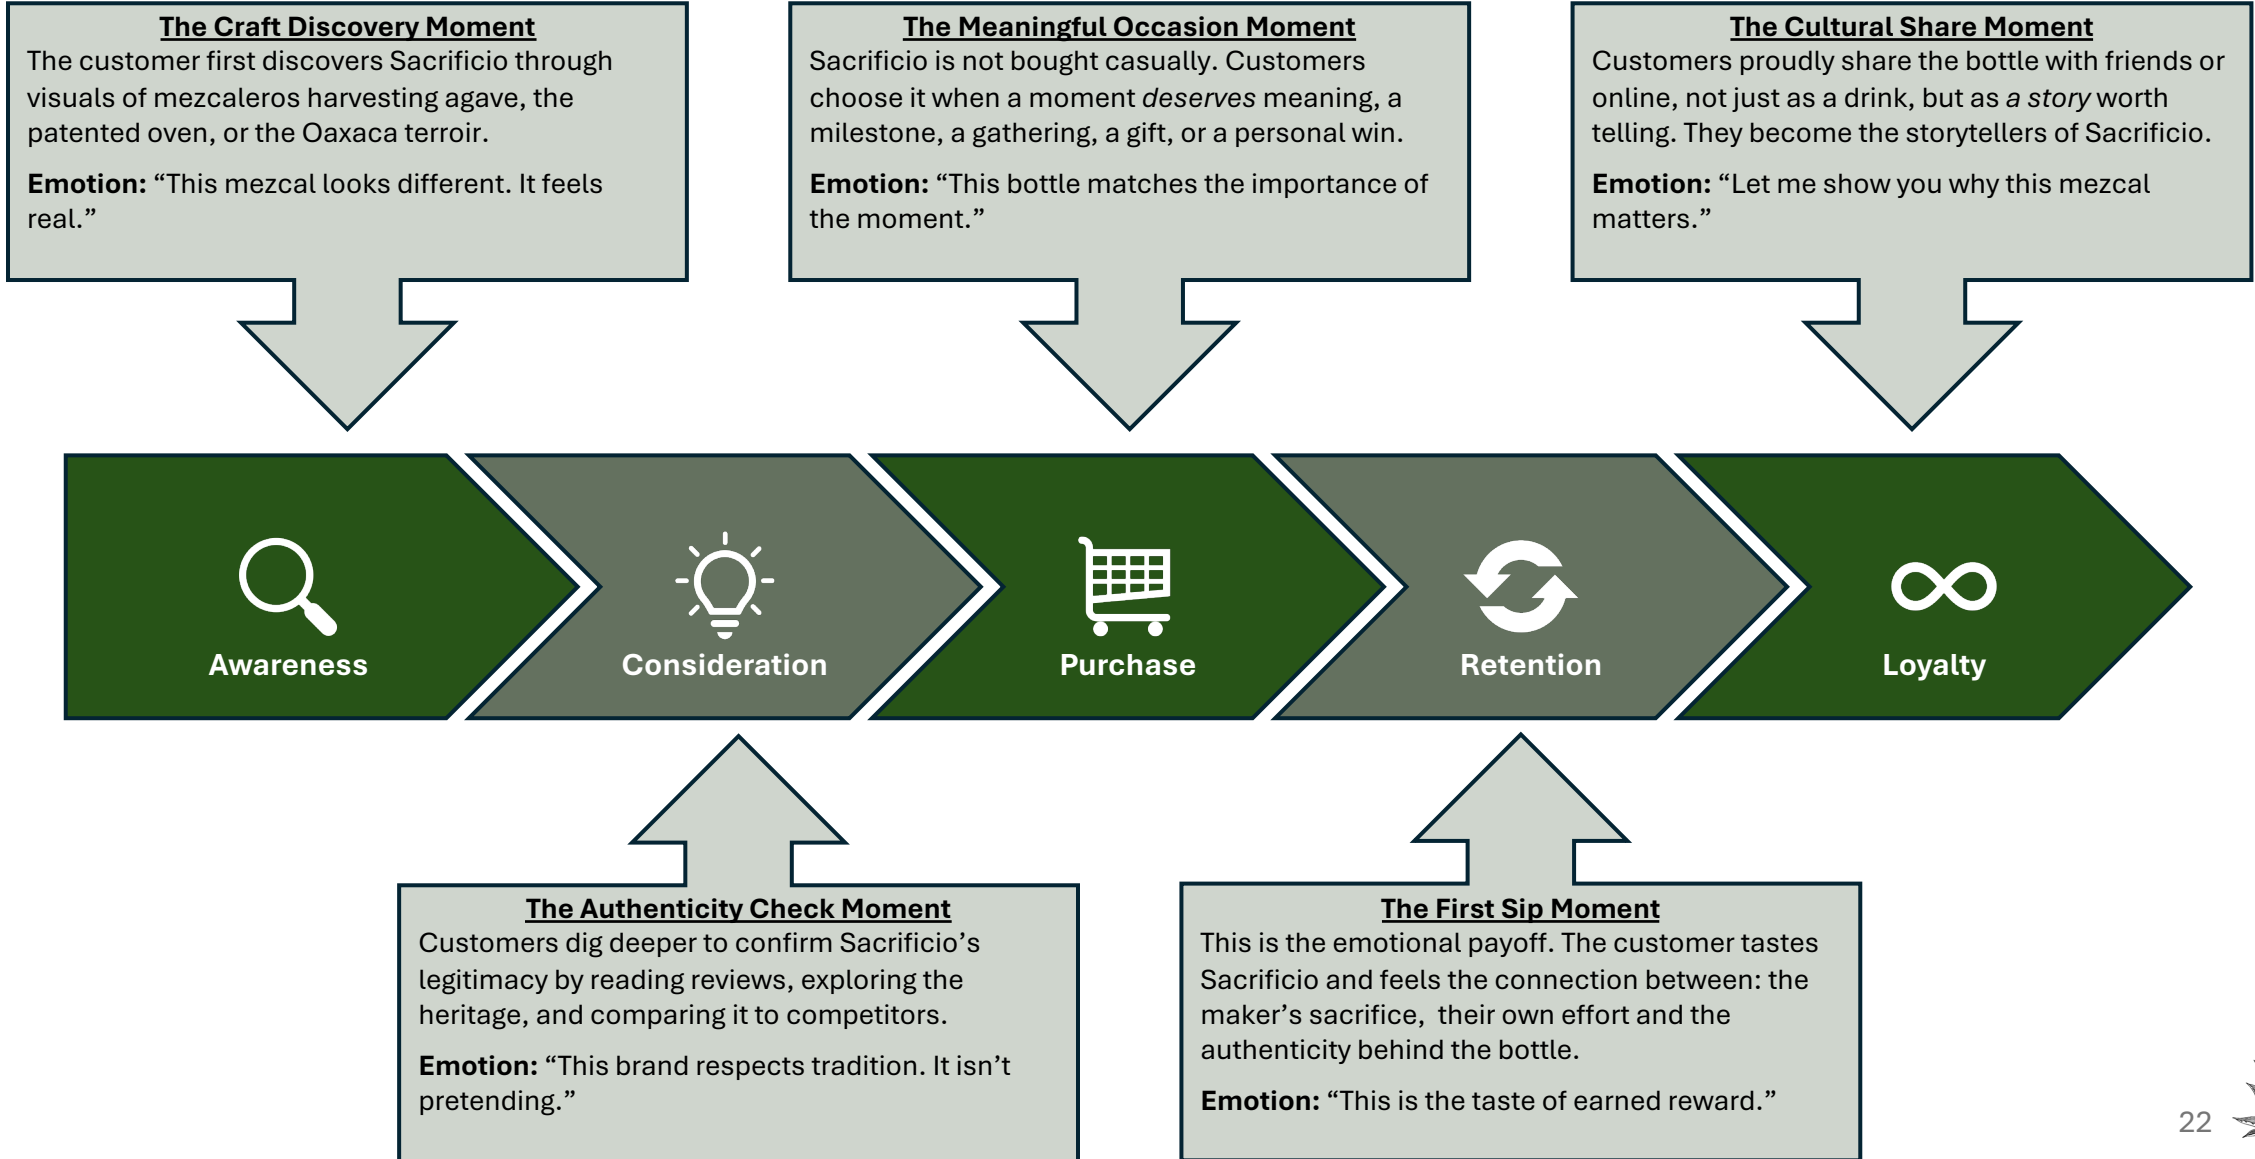 The Craft Discovery Moment
The customer first discovers Sacrificio through
visuals of mezcaleros harvesting agave, the
patented oven, or the Oaxaca terroir.
Emotion: “This mezcal looks different. It feels
real.”
The Meaningful Occasion Moment
Sacrificio is not bought casually. Customers
choose it when a moment deserves meaning, a
milestone, a gathering, a gift, or a personal win.
Emotion: “This bottle matches the importance of
the moment.”
The Cultural Share Moment
Customers proudly share the bottle with friends or
online, not just as a drink, but as a story worth
telling. They become the storytellers of Sacrificio.
Emotion: “Let me show you why this mezcal
matters.”
Awareness
Consideration
Purchase
Retention
Loyalty
The Authenticity Check Moment
Customers dig deeper to confirm Sacrificio’s
legitimacy by reading reviews, exploring the
heritage, and comparing it to competitors.
Emotion: “This brand respects tradition. It isn’t
pretending.”
The First Sip Moment
This is the emotional payoff. The customer tastes
Sacrificio and feels the connection between: the
maker’s sacrifice,  their own effort and the
authenticity behind the bottle.
Emotion: “This is the taste of earned reward.”
22